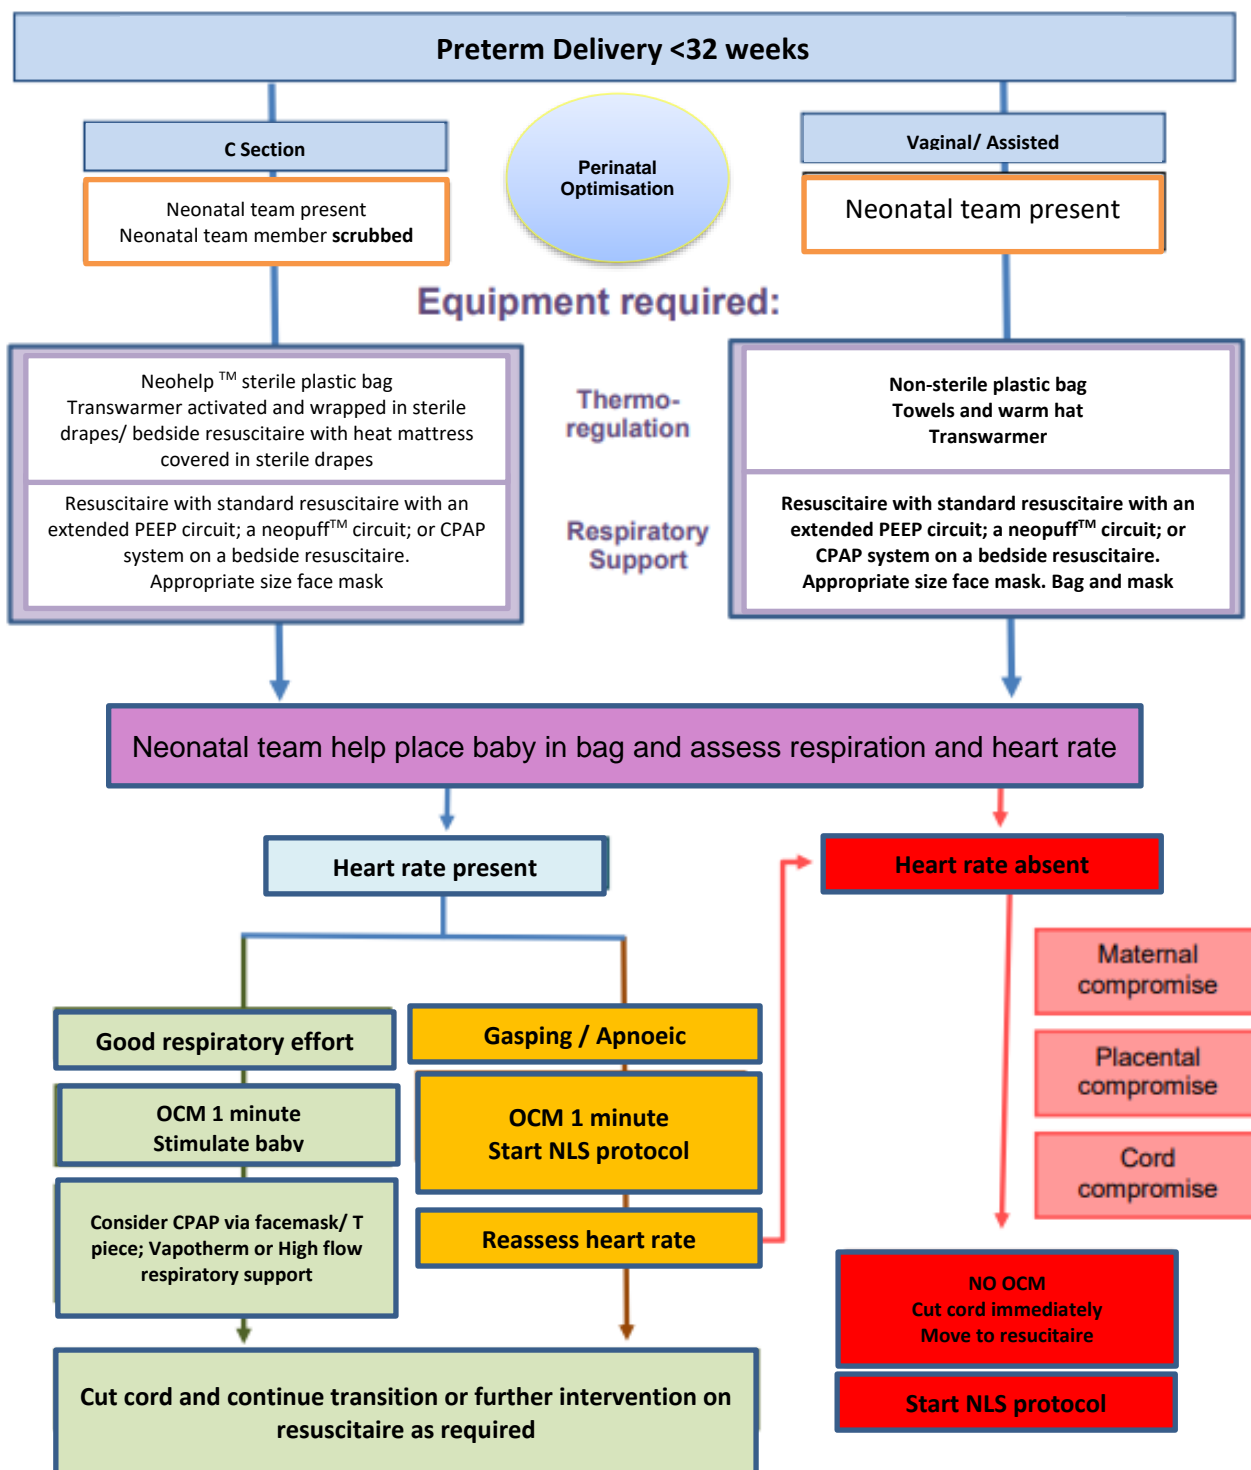 Preterm Delivery <32 weeks
C Section
Neonatal team present
Neonatal team member scrubbed
Perinatal
Optimisation
Vaginal/ Assisted
Neonatal team present
Equipment required:
Neohelp ™ sterile plastic bag
Transwarmer activated and wrapped in sterile
drapes/ bedside resuscitaire with heat mattress
covered in sterile drapes
Thermo-
regulation
Non-sterile plastic bag
Towels and warm hat
Transwarmer
Resuscitaire with standard resuscitaire with an
extended PEEP circuit; a neopuff™ circuit; or CPAP
system on a bedside resuscitaire.
Appropriate size face mask
Respiratory
Support
Resuscitaire with standard resuscitaire with an
extended PEEP circuit; a neopuff™ circuit; or
CPAP system on a bedside resuscitaire.
Appropriate size face mask. Bag and mask
Neonatal team help place baby in bag and assess respiration and heart rate
Heart rate present
Heart rate absent
Good respiratory effort
OCM 1 minute
Stimulate baby
Consider CPAP via facemask/ T
piece; Vapotherm or High flow
respiratory support
Gasping / Apnoeic
OCM 1 minute
Start NLS protocol
Reassess heart rate
Maternal
compromise
Placental
compromise
Cord
compromise
NO OCM
Cut cord immediately
Move to resucitaire
Start NLS protocol
Cut cord and continue transition or further intervention on
resuscitaire as required